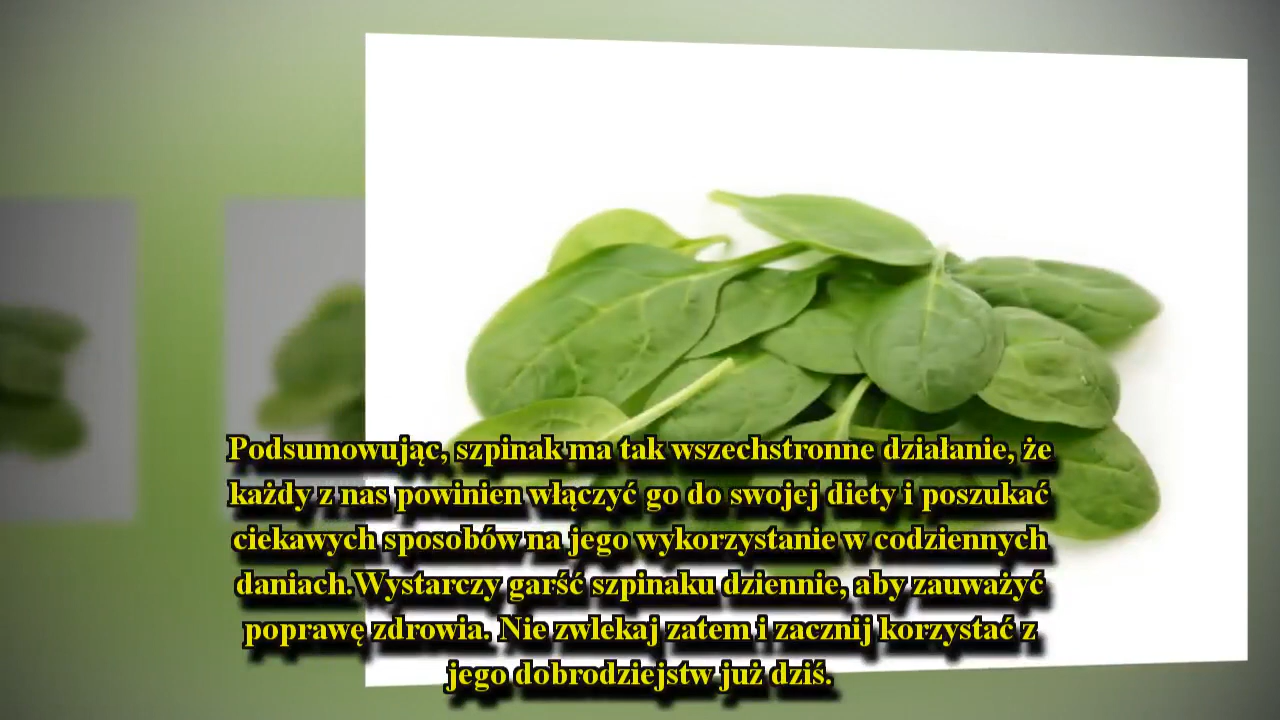 Podsumowując, szpinak ma tak wszechstronne działanie, że
każdy z nas powinien włączyć go do swojej diety i poszukać
ciekawych sposobów na jego wykorzystanie w codziennych
daniach.Wystarczy garść szpinaku dziennie, aby zauważyć
poprawę zdrowia. Nie zwlekaj zatem i zacznij korzystać z
jego dobrodziejstw już dziś.